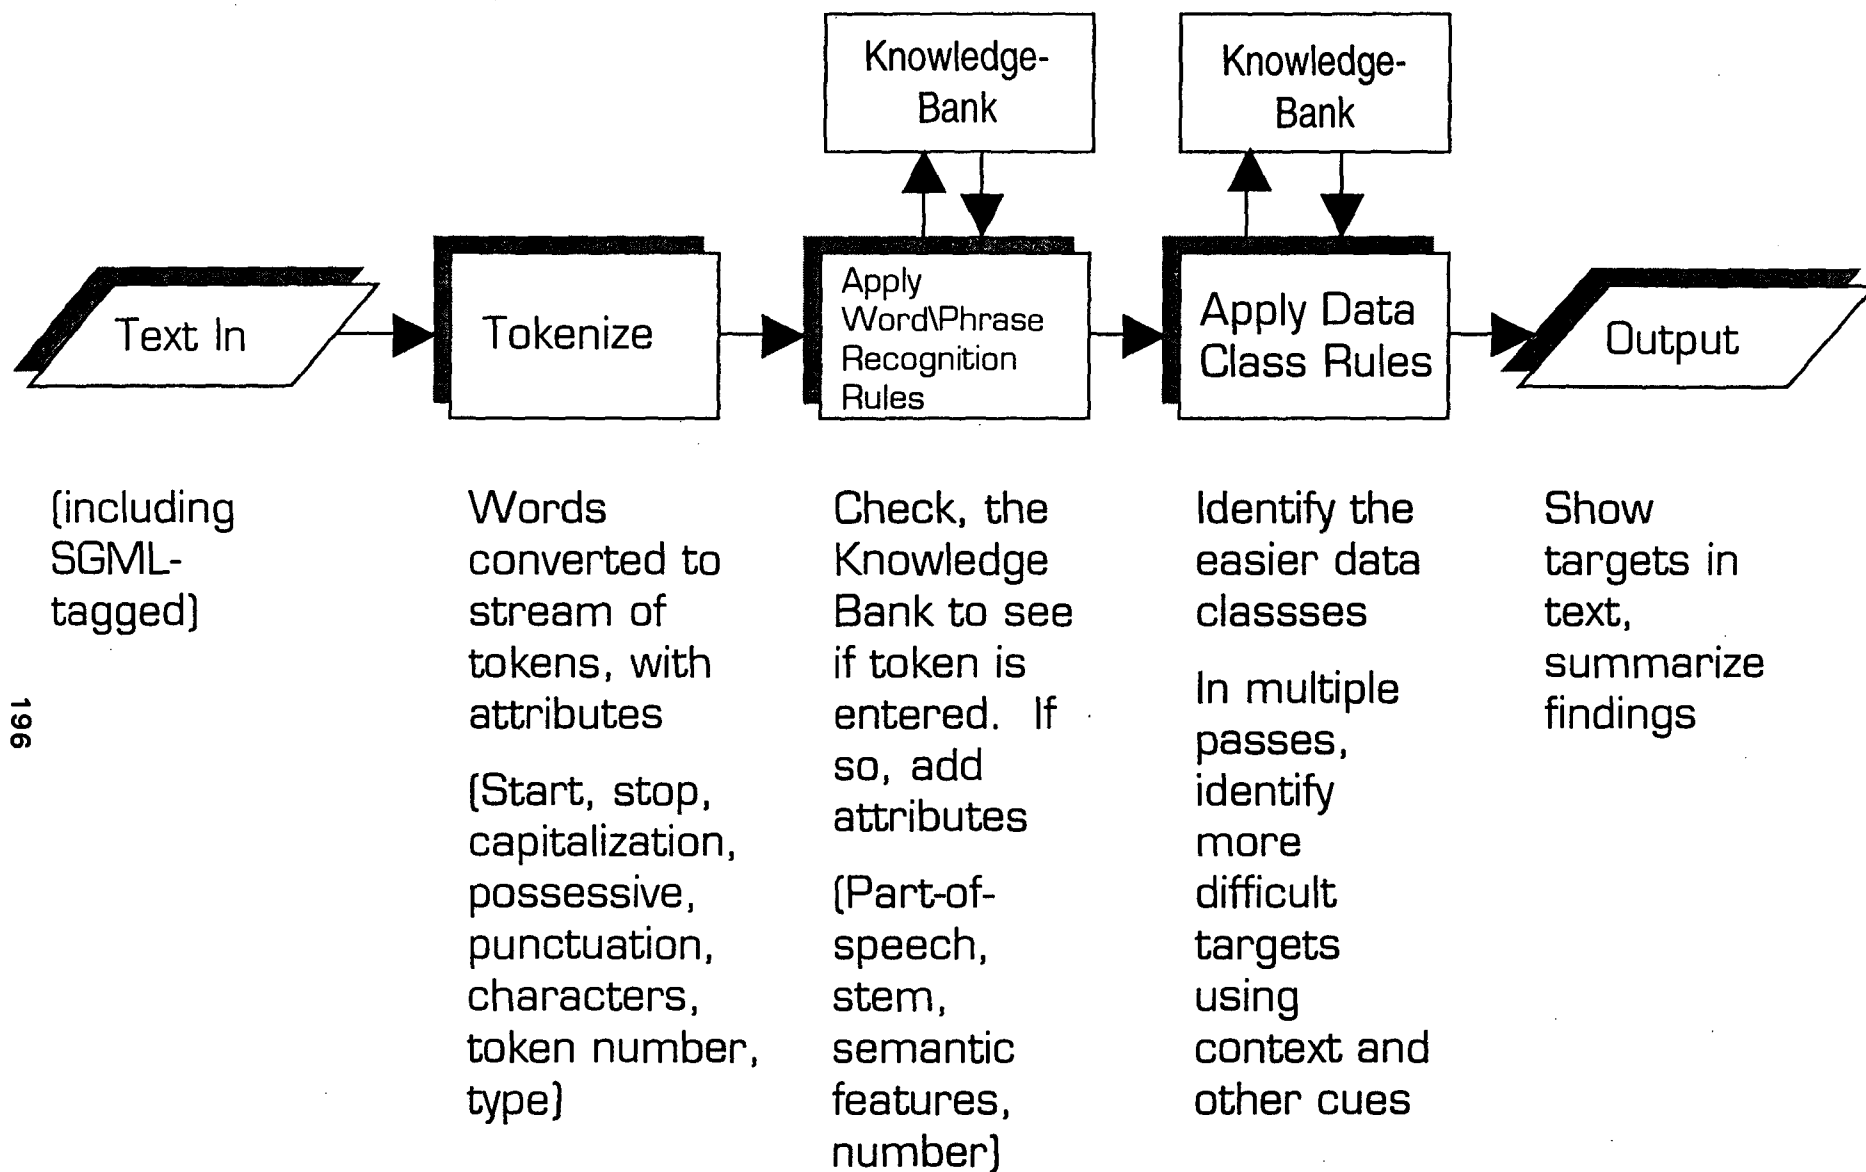 Knowledge-
Bank
Knowledge-
Bank
Text In
Tokenize
Apply
Word\Phrase
Recognition
Rules
Apply Data
Class Rules
Output
(including
SGML-
tagged)
Words
converted to
stream of
tokens, with
attributes
(Start, stop,
capitalization,
possessive,
punctuation,
characters,
token number,
type)
Check, the
Knowledge
Bank to see
if token is
entered. If
so, add
attributes
(Part-of-
speech,
stem,
semantic
features,
number)
Identify the
easier data
classses
In multiple
passes,
identify
more
difficult
targets
using
context and
other cues
Show
targets in
text,
summarize
findings
196